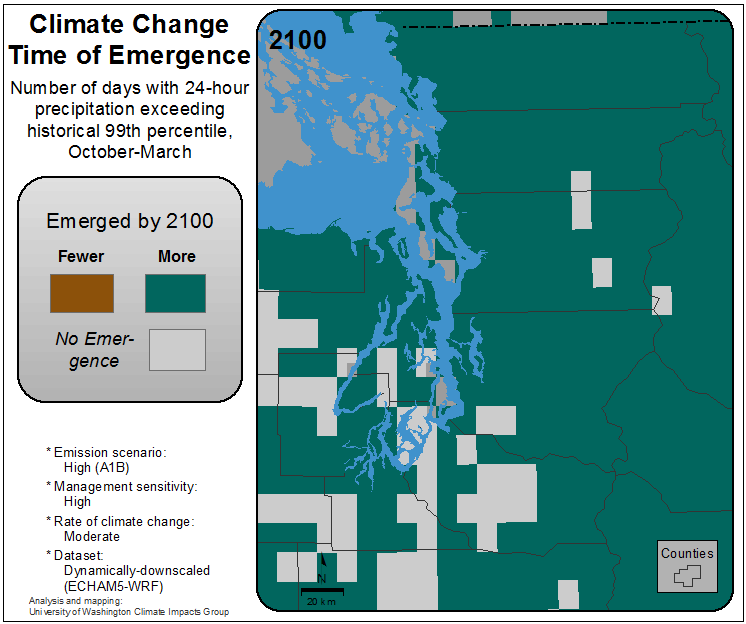 Climate Change
Time of Emergence
Number of days with 24-hour
precipitation exceeding
historical 99th percentile,
October-March
Emerged by 2100
Fewer
More
No Emer-
gence
* Emission scenario:
High (A1B)
* Management sensitivity:
High
* Rate of climate change:
Moderate
* Dataset:
Dynamically-downscaled
(ECHAM5-WRF)
Analysis and mapping:
University of Washington Climate Impacts Group
2100
N
20 km
Counties